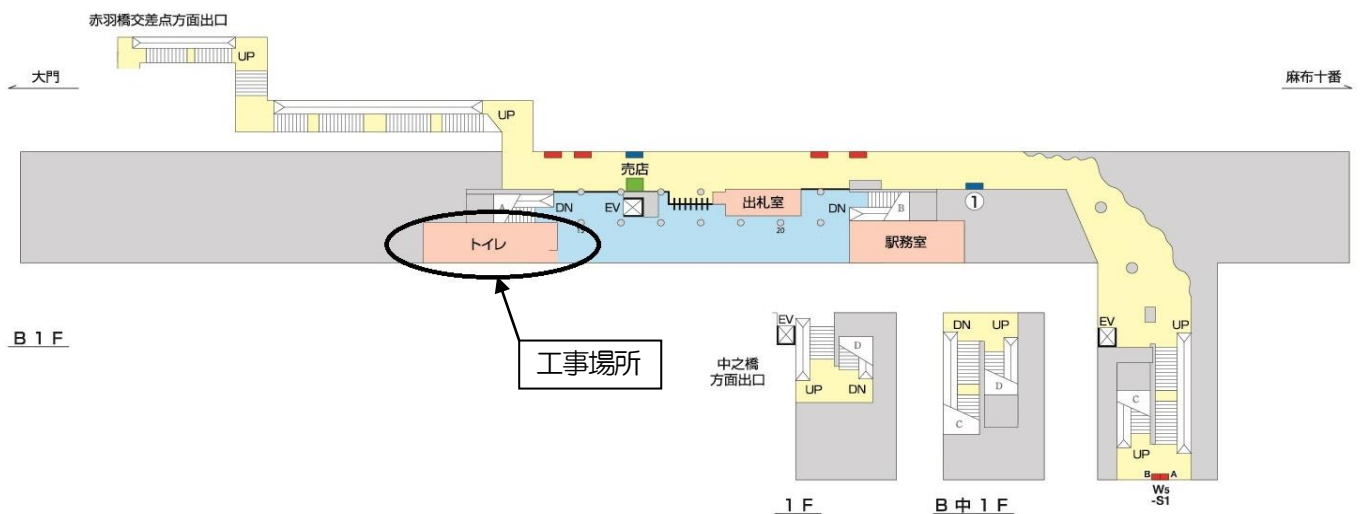 赤羽橋交差点方面出口
UP
大門
麻布十番
UP
売店
A
DN
EV
出札室
DN
B
①
トイレ
15
20
駅務室
B1F
工事場所
EV
D
中之橋
方面出口
UP
DN
1F
DN
UP
D
C
B中1F
EV
UP
C
UP
B
A
Ws
-S1